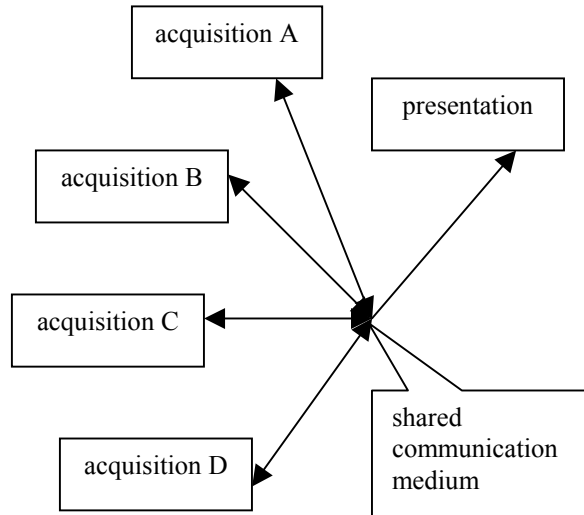 acquisition A
presentation
acquisition B
acquisition C
acquisition D
shared
communication
medium